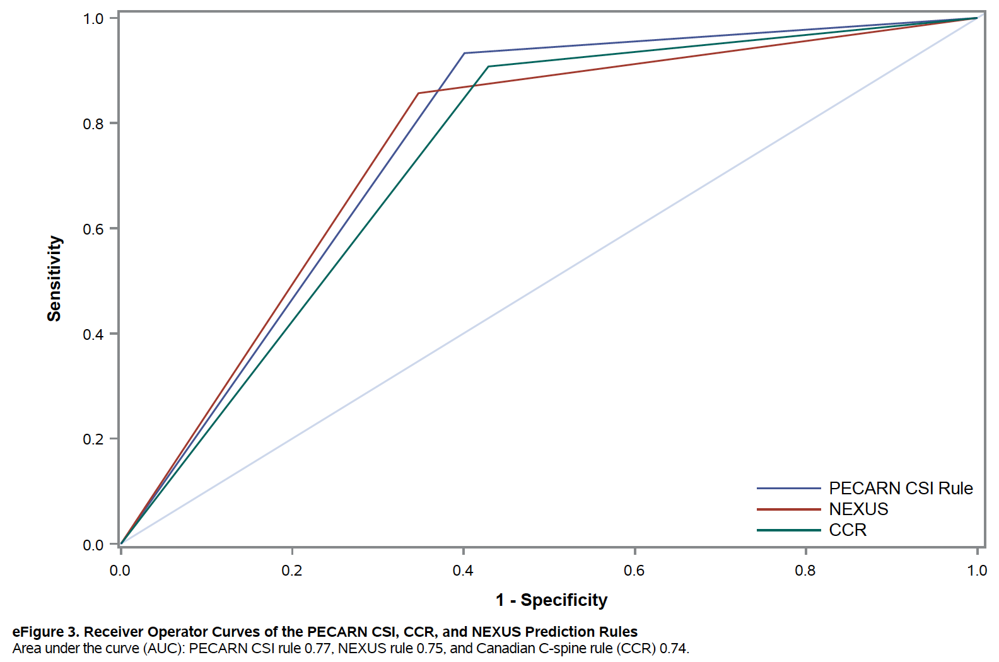 1.0
0.8
0.6
0.4
0.2
0.0
Sensitivity
0.0 0.2 0.4 0.6 0.8 1.0
1 - Specificity
PECARN CSI Rule
NEXUS
CCR
eFigure 3. Receiver Operator Curves of the PECARN CSI, CCR, and NEXUS Prediction Rules
Area under the curve (AUC): PECARN CSI rule 0.77, NEXUS rule 0.75, and Canadian C-spine rule (CCR) 0.74.